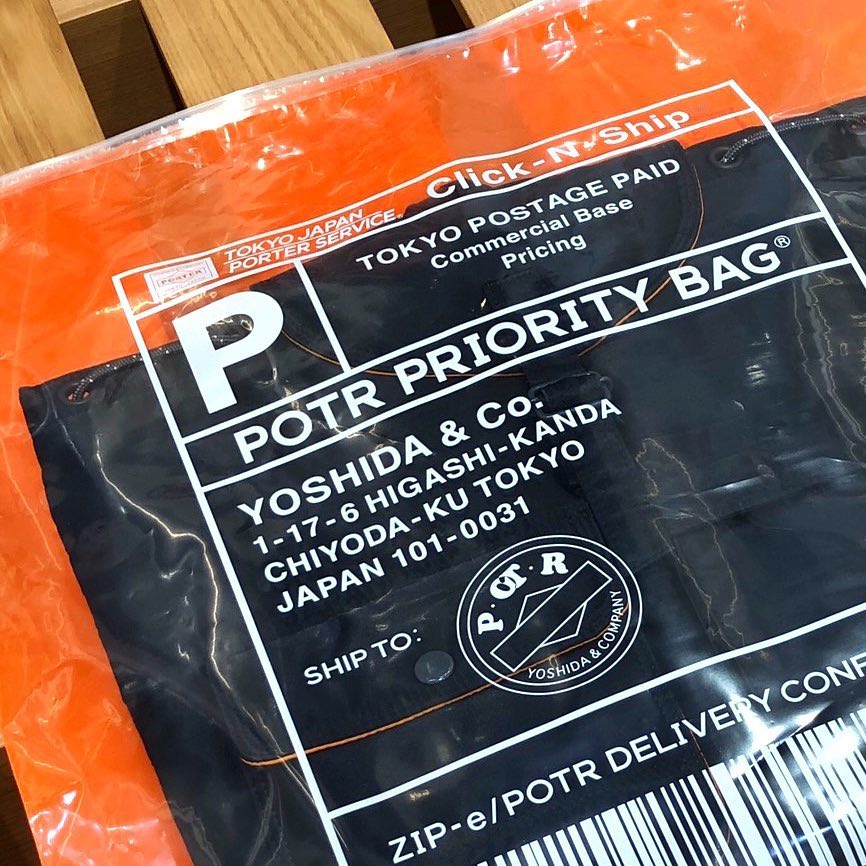 Click-N-Ship
TOKYO JAPAN
PORTER SERVICE®
PORTER
TOKYO POSTAGE PAID
Commercial Base
Pricing
P
POTR PRIORITY BAG®
YOSHIDA & Co.
1-17-6 HIGASHI-KANDA
CHIYODA-KU TOKYO
JAPAN 101-0031
SHIP TO:
P·OT·R
YOSHIDA & COMPANY
ZIP-e/POTR DELIVERY CONF